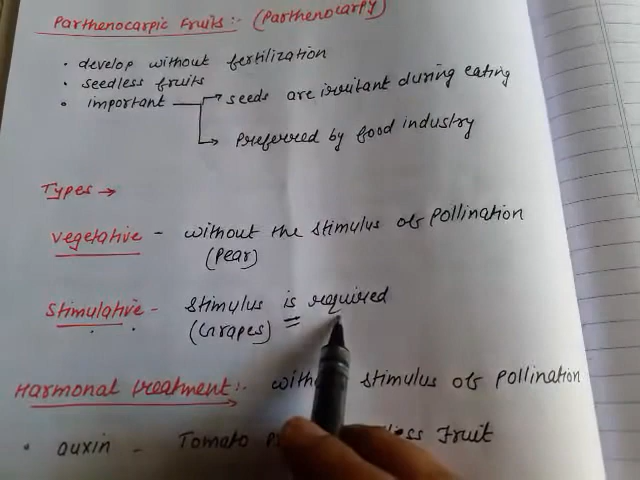 Parthenocarpic Fruits:- (Parthenocarpy)
• develop without fertilization
• seedless fruits
• important → seeds are irritant during eating
→ Preferred by food industry
Types →
Vegetative - without the stimulus of pollination
(Pear)
Stimulative - stimulus is required
(Grapes) =
Harmonal treatment:- stimulus of pollination
• auxin - Tomato Fruit